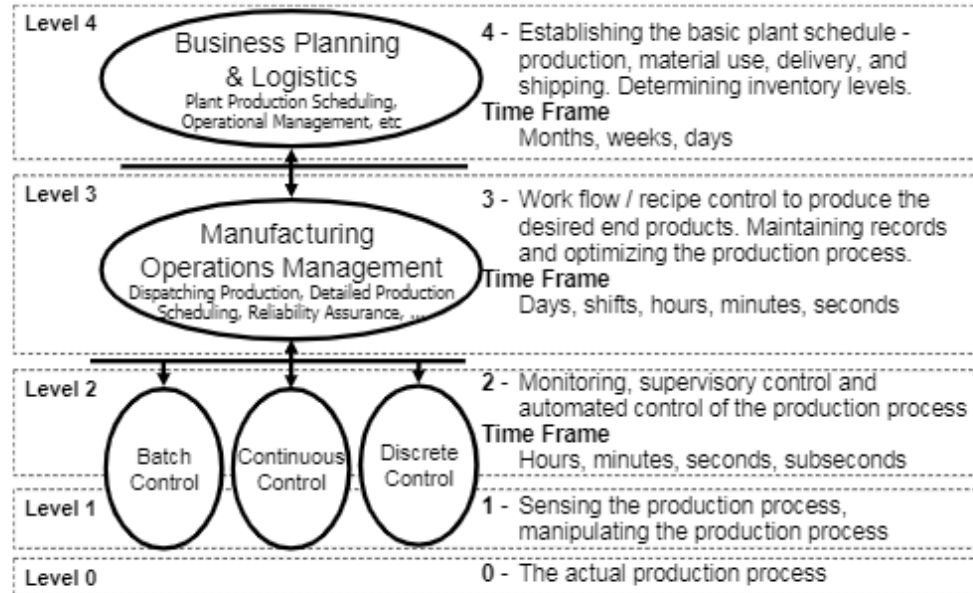 Level 4
Business Planning
& Logistics
Plant Production Scheduling,
Operational Management, etc
4 - Establishing the basic plant schedule -
production, material use, delivery, and
shipping. Determining inventory levels.
Time Frame
Months, weeks, days
Level 3
Manufacturing
Operations Management
Dispatching Production, Detailed Production
Scheduling, Reliability Assurance, ...
3 - Work flow / recipe control to produce the
desired end products. Maintaining records
and optimizing the production process.
Time Frame
Days, shifts, hours, minutes, seconds
Level 2
Batch
Control
Continuous
Control
Discrete
Control
2 - Monitoring, supervisory control and
automated control of the production process
Time Frame
Hours, minutes, seconds, subseconds
Level 1
1 - Sensing the production process,
manipulating the production process
Level 0
0 - The actual production process